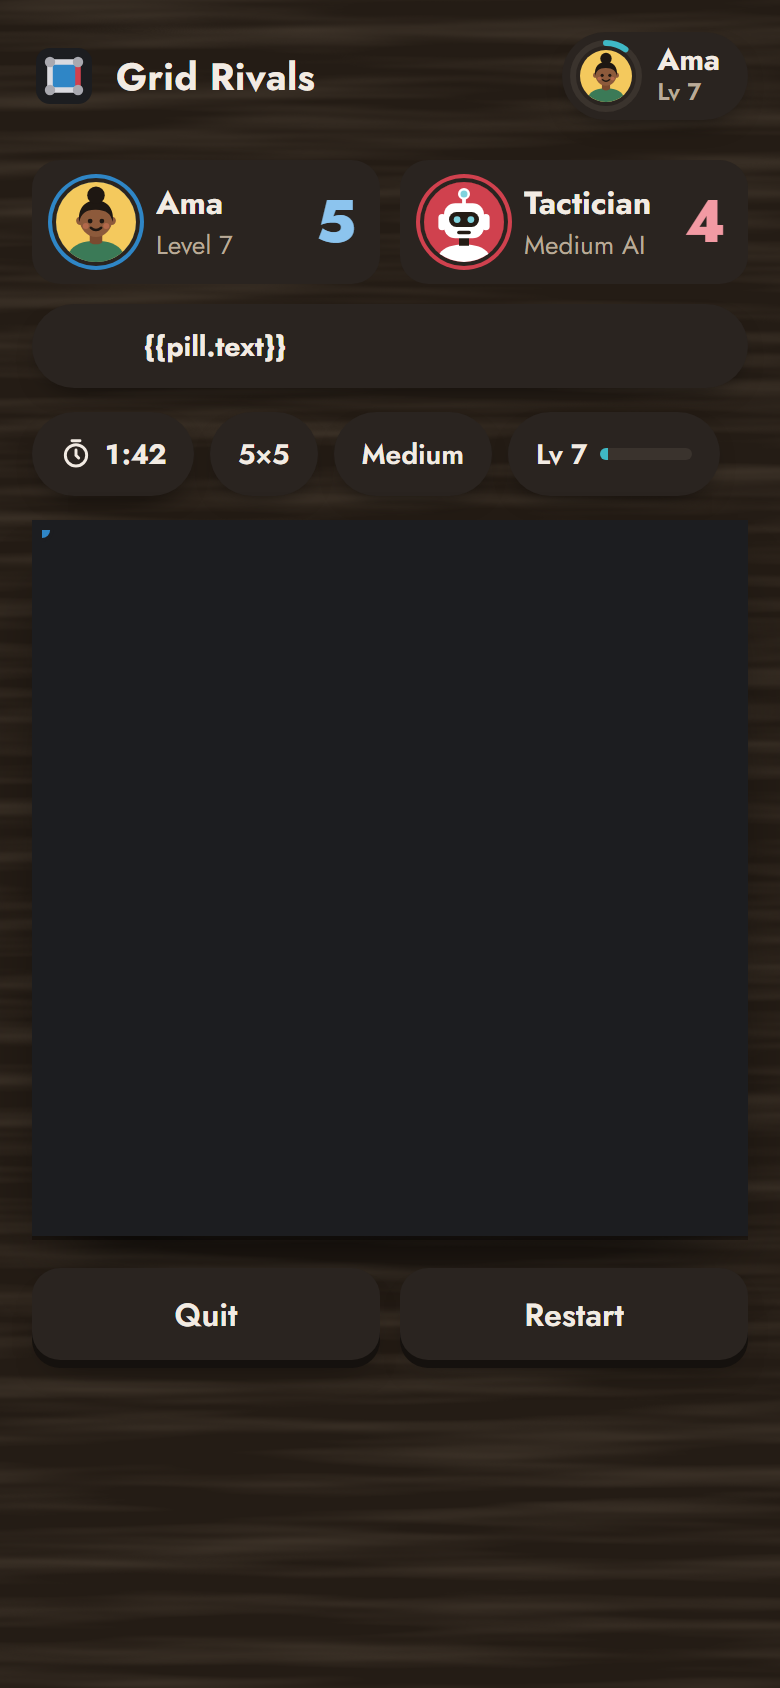 Grid Rivals
Ama
Lv 7
Ama
Level 7
5
Tactician
Medium AI
4
{{pill.text}}
1:42
5×5
Medium
Lv 7
Quit
Restart